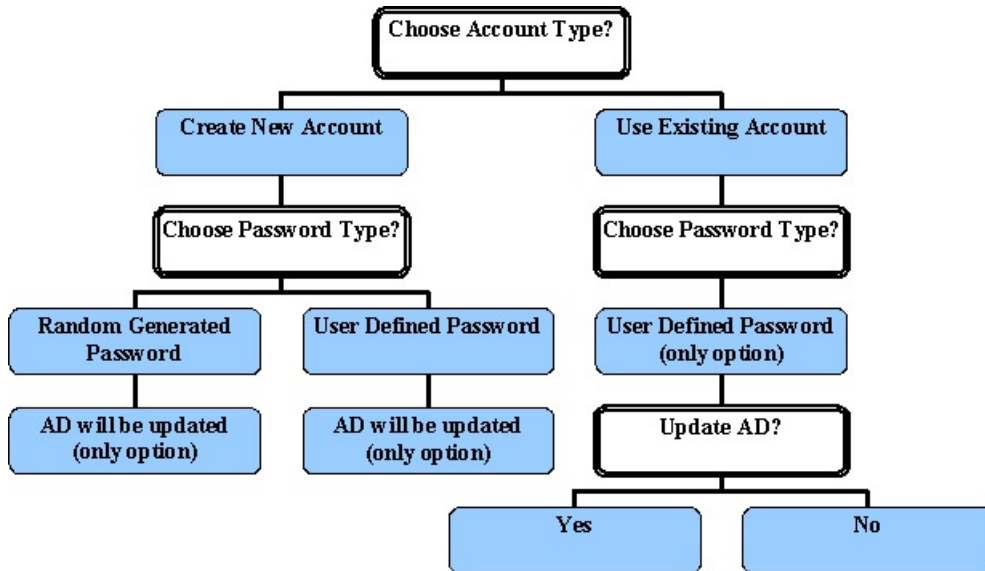 Choose Account Type?
Create New Account
Use Existing Account
Choose Password Type?
Choose Password Type?
Random Generated
Password
User Defined Password
User Defined Password
(only option)
AD will be updated
(only option)
AD will be updated
(only option)
Update AD?
Yes
No